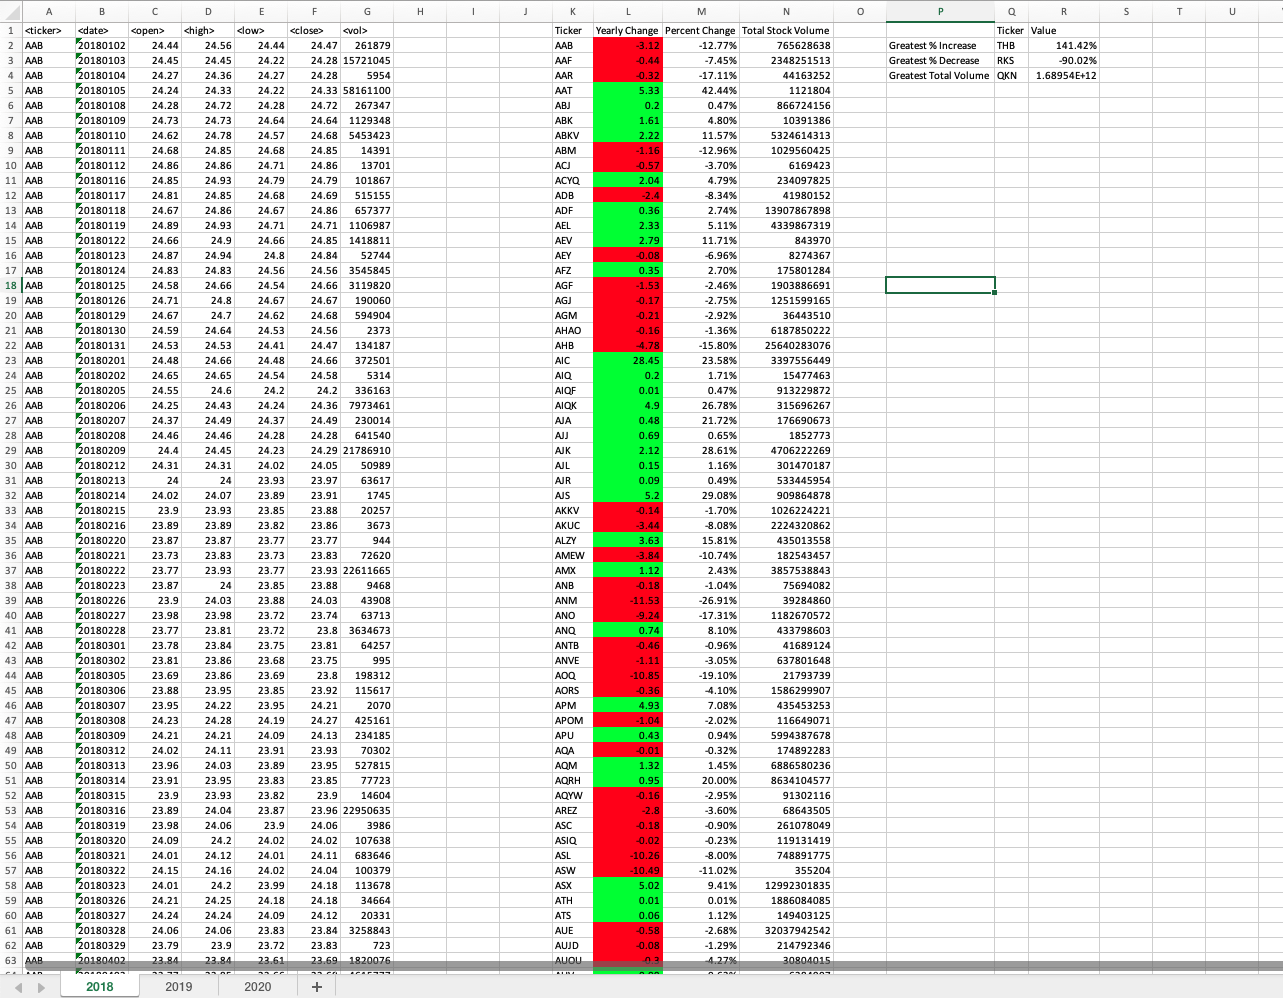 A B C D E F G H I J K L M N O P Q R S T U
1 <ticker> <date> <open> <high> <low> <close> <vol> Ticker Yearly Change Percent Change Total Stock Volume Ticker Value
2 AAB 20180102 24.44 24.56 24.44 24.47 261879 AAB -3.12 -12.77% 765628638 Greatest % Increase THB 141.42%
3 AAB 20180103 24.45 24.45 24.22 24.28 15721045 AAF -0.44 -7.45% 2348251513 Greatest % Decrease RKS -90.02%
4 AAB 20180104 24.27 24.36 24.27 24.28 5954 AAR -0.32 -17.11% 44163252 Greatest Total Volume QKN 1.68954E+12
5 AAB 20180105 24.24 24.33 24.22 24.33 58161100 AAT 5.33 42.44% 1121804
6 AAB 20180108 24.28 24.72 24.28 24.72 267347 ABJ 0.2 0.47% 866724156
7 AAB 20180109 24.73 24.73 24.64 24.64 1129348 ABK 1.61 4.80% 10391386
8 AAB 20180110 24.62 24.78 24.57 24.68 5453423 ABKV 2.22 11.57% 5324614313
9 AAB 20180111 24.68 24.85 24.68 24.85 14391 ABM -1.16 -12.96% 1029560425
10 AAB 20180112 24.86 24.86 24.71 24.86 13701 ACJ -0.57 -3.70% 6169423
11 AAB 20180116 24.85 24.93 24.79 24.79 101867 ACYQ 2.04 4.79% 234097825
12 AAB 20180117 24.81 24.85 24.68 24.69 515155 ADB -2.4 -8.34% 41980152
13 AAB 20180118 24.67 24.86 24.67 24.86 657377 ADF 0.36 2.74% 13907867898
14 AAB 20180119 24.89 24.93 24.71 24.71 1106987 AEL 2.33 5.11% 4339867319
15 AAB 20180122 24.66 24.9 24.66 24.85 1418811 AEV 2.79 11.71% 843970
16 AAB 20180123 24.87 24.94 24.8 24.84 52744 AEY -0.08 -6.96% 8274367
17 AAB 20180124 24.83 24.83 24.56 24.56 3545845 AFZ 0.35 2.70% 175801284
18 AAB 20180125 24.58 24.66 24.54 24.66 3119820 AGF -1.53 -2.46% 1903886691
19 AAB 20180126 24.71 24.8 24.67 24.67 190060 AGJ -0.17 -2.75% 1251599165
20 AAB 20180129 24.67 24.7 24.62 24.68 594904 AGM -0.21 -2.92% 36443510
21 AAB 20180130 24.59 24.64 24.53 24.56 2373 AHAO -0.16 -1.36% 6187850222
22 AAB 20180131 24.53 24.53 24.41 24.47 134187 AHB -4.78 -15.80% 25640283076
23 AAB 20180201 24.48 24.66 24.48 24.66 372501 AIC 28.45 23.58% 3397556449
24 AAB 20180202 24.65 24.65 24.54 24.58 5314 AIQ 0.2 1.71% 15477463
25 AAB 20180205 24.55 24.6 24.2 24.2 336163 AIQF 0.01 0.47% 913229872
26 AAB 20180206 24.25 24.43 24.24 24.36 7973461 AIQK 4.9 26.78% 315696267
27 AAB 20180207 24.37 24.49 24.37 24.49 230014 AJA 0.48 21.72% 176690673
28 AAB 20180208 24.46 24.46 24.28 24.28 641540 AJJ 0.69 0.65% 1852773
29 AAB 20180209 24.4 24.45 24.23 24.29 21786910 AJK 2.12 28.61% 4706222269
30 AAB 20180212 24.31 24.31 24.02 24.05 50989 AJL 0.15 1.16% 301470187
31 AAB 20180213 24 24 23.93 23.97 63617 AJR 0.09 0.49% 533445954
32 AAB 20180214 24.02 24.07 23.89 23.91 1745 AJS 5.2 29.08% 909864878
33 AAB 20180215 23.9 23.93 23.85 23.88 20257 AKKV -0.14 -1.70% 1026224221
34 AAB 20180216 23.89 23.89 23.82 23.86 3673 AKUC -3.44 -8.08% 2224320862
35 AAB 20180220 23.87 23.87 23.77 23.77 944 ALZY 3.63 15.81% 435013558
36 AAB 20180221 23.73 23.83 23.73 23.83 72620 AMEW -3.84 -10.74% 182543457
37 AAB 20180222 23.77 23.93 23.77 23.93 22611665 AMX 1.12 2.43% 3857538843
38 AAB 20180223 23.87 24 23.85 23.88 9468 ANB -0.18 -1.04% 75694082
39 AAB 20180226 23.9 24.03 23.88 24.03 43908 ANM -11.53 -26.91% 39284860
40 AAB 20180227 23.98 23.98 23.72 23.74 63713 ANO -9.24 -17.31% 1182670572
41 AAB 20180228 23.77 23.81 23.72 23.8 3634673 ANQ 0.74 8.10% 433798603
42 AAB 20180301 23.78 23.84 23.75 23.81 64257 ANTB -0.46 -0.96% 41689124
43 AAB 20180302 23.81 23.86 23.68 23.75 995 ANVE -1.11 -3.05% 637801648
44 AAB 20180305 23.69 23.86 23.69 23.8 198312 AOQ -10.85 -19.10% 21793739
45 AAB 20180306 23.88 23.95 23.85 23.92 115617 AORS -0.36 -4.10% 1586299907
46 AAB 20180307 23.95 24.22 23.95 24.21 2070 APM 4.93 7.08% 435453253
47 AAB 20180308 24.23 24.28 24.19 24.27 425161 APOM -1.04 -2.02% 116649071
48 AAB 20180309 24.21 24.21 24.09 24.13 234185 APU 0.43 0.94% 5994387678
49 AAB 20180312 24.02 24.11 23.91 23.93 70302 AQA -0.01 -0.32% 174892283
50 AAB 20180313 23.96 24.03 23.89 23.95 527815 AQM 1.32 1.45% 6886580236
51 AAB 20180314 23.91 23.95 23.83 23.85 77723 AQRH 0.95 20.00% 8634104577
52 AAB 20180315 23.9 23.93 23.82 23.9 14604 AQYW -0.16 -2.95% 91302116
53 AAB 20180316 23.89 24.04 23.87 23.96 22950635 AREZ -2.8 -3.60% 68643505
54 AAB 20180319 23.98 24.06 23.9 24.06 3986 ASC -0.18 -0.90% 261078049
55 AAB 20180320 24.09 24.2 24.02 24.02 107638 ASIQ -0.02 -0.23% 119131419
56 AAB 20180321 24.01 24.12 24.01 24.11 683646 ASL -10.26 -8.00% 748891775
57 AAB 20180322 24.15 24.16 24.02 24.04 100379 ASW -10.49 -11.02% 355204
58 AAB 20180323 24.01 24.2 23.99 24.18 113678 ASX 5.02 9.41% 12992301835
59 AAB 20180326 24.21 24.25 24.18 24.18 34664 ATH 0.01 0.01% 1886084085
60 AAB 20180327 24.24 24.24 24.09 24.12 20331 ATS 0.06 1.12% 149403125
61 AAB 20180328 24.06 24.06 23.83 23.84 3258843 AUE -0.58 -2.68% 32037942542
62 AAB 20180329 23.79 23.9 23.72 23.83 723 AUJD -0.08 -1.29% 214792346
63 AAB 20180402 23.84 23.84 23.61 23.69 1820076 AUOU -0.3 -4.27% 30804015
2018 2019 2020 +